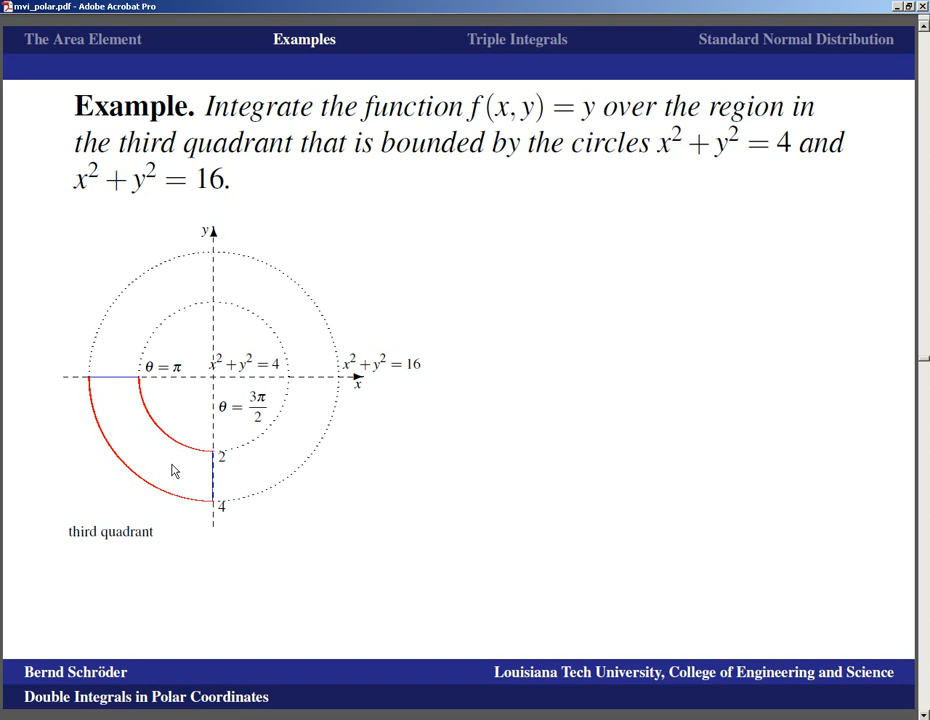 mvi_polar.pdf - Adobe Acrobat Pro
The Area Element Examples Triple Integrals Standard Normal Distribution
Example. Integrate the function f(x,y) = y over the region in
the third quadrant that is bounded by the circles x² + y² = 4 and
x² + y² = 16.
y
θ = π x² + y² = 4 x² + y² = 16
x
θ = 3π/2
2
4
third quadrant
Bernd Schröder Louisiana Tech University, College of Engineering and Science
Double Integrals in Polar Coordinates